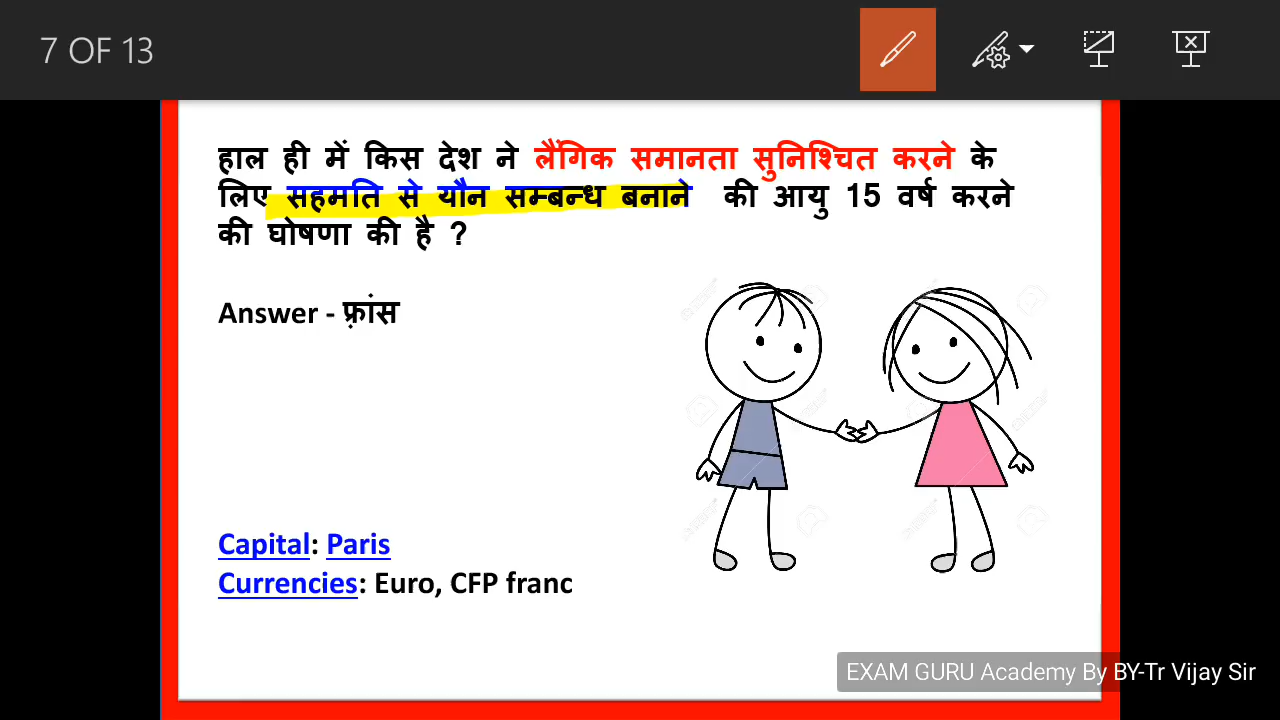 7 OF 13
हाल ही में किस देश ने लैंगिक समानता सुनिश्चित करने के
लिए सहमति से यौन सम्बन्ध बनाने की आयु 15 वर्ष करने
की घोषणा की है ?
Answer - फ़्रांस
Capital: Paris
Currencies: Euro, CFP franc
EXAM GURU Academy By BY-Tr Vijay Sir